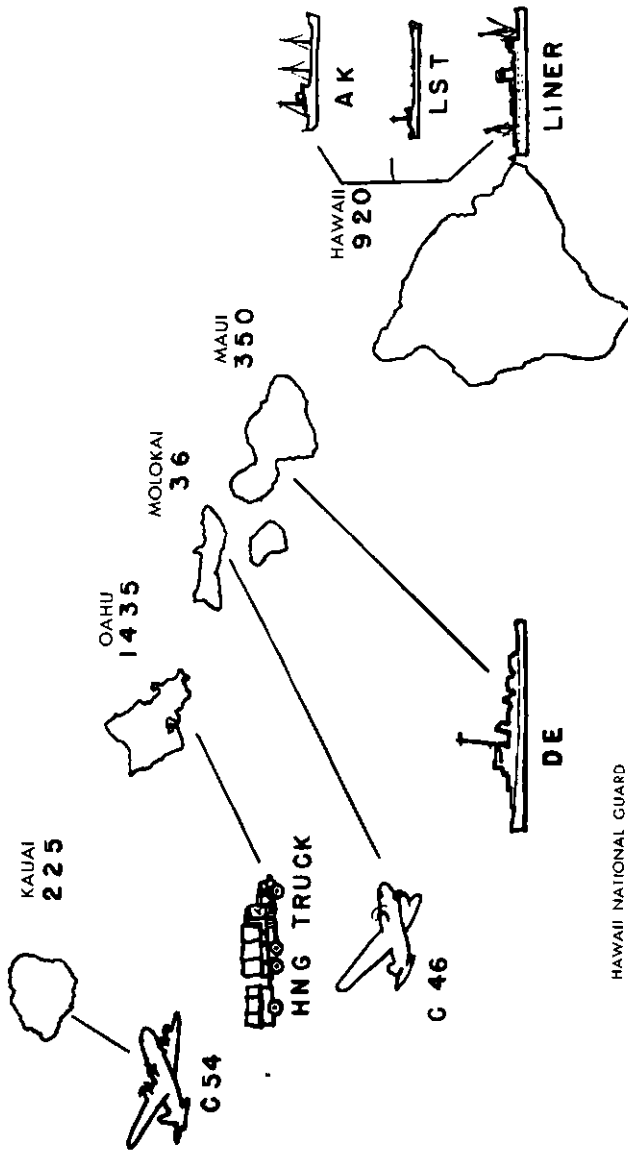 KAUAI
225
OAHU
1435
MOLOKAI
36
MAUI
350
HAWAII
920
C 54
HNG TRUCK
C 46
DE
AK
LST
LINER
HAWAII NATIONAL GUARD